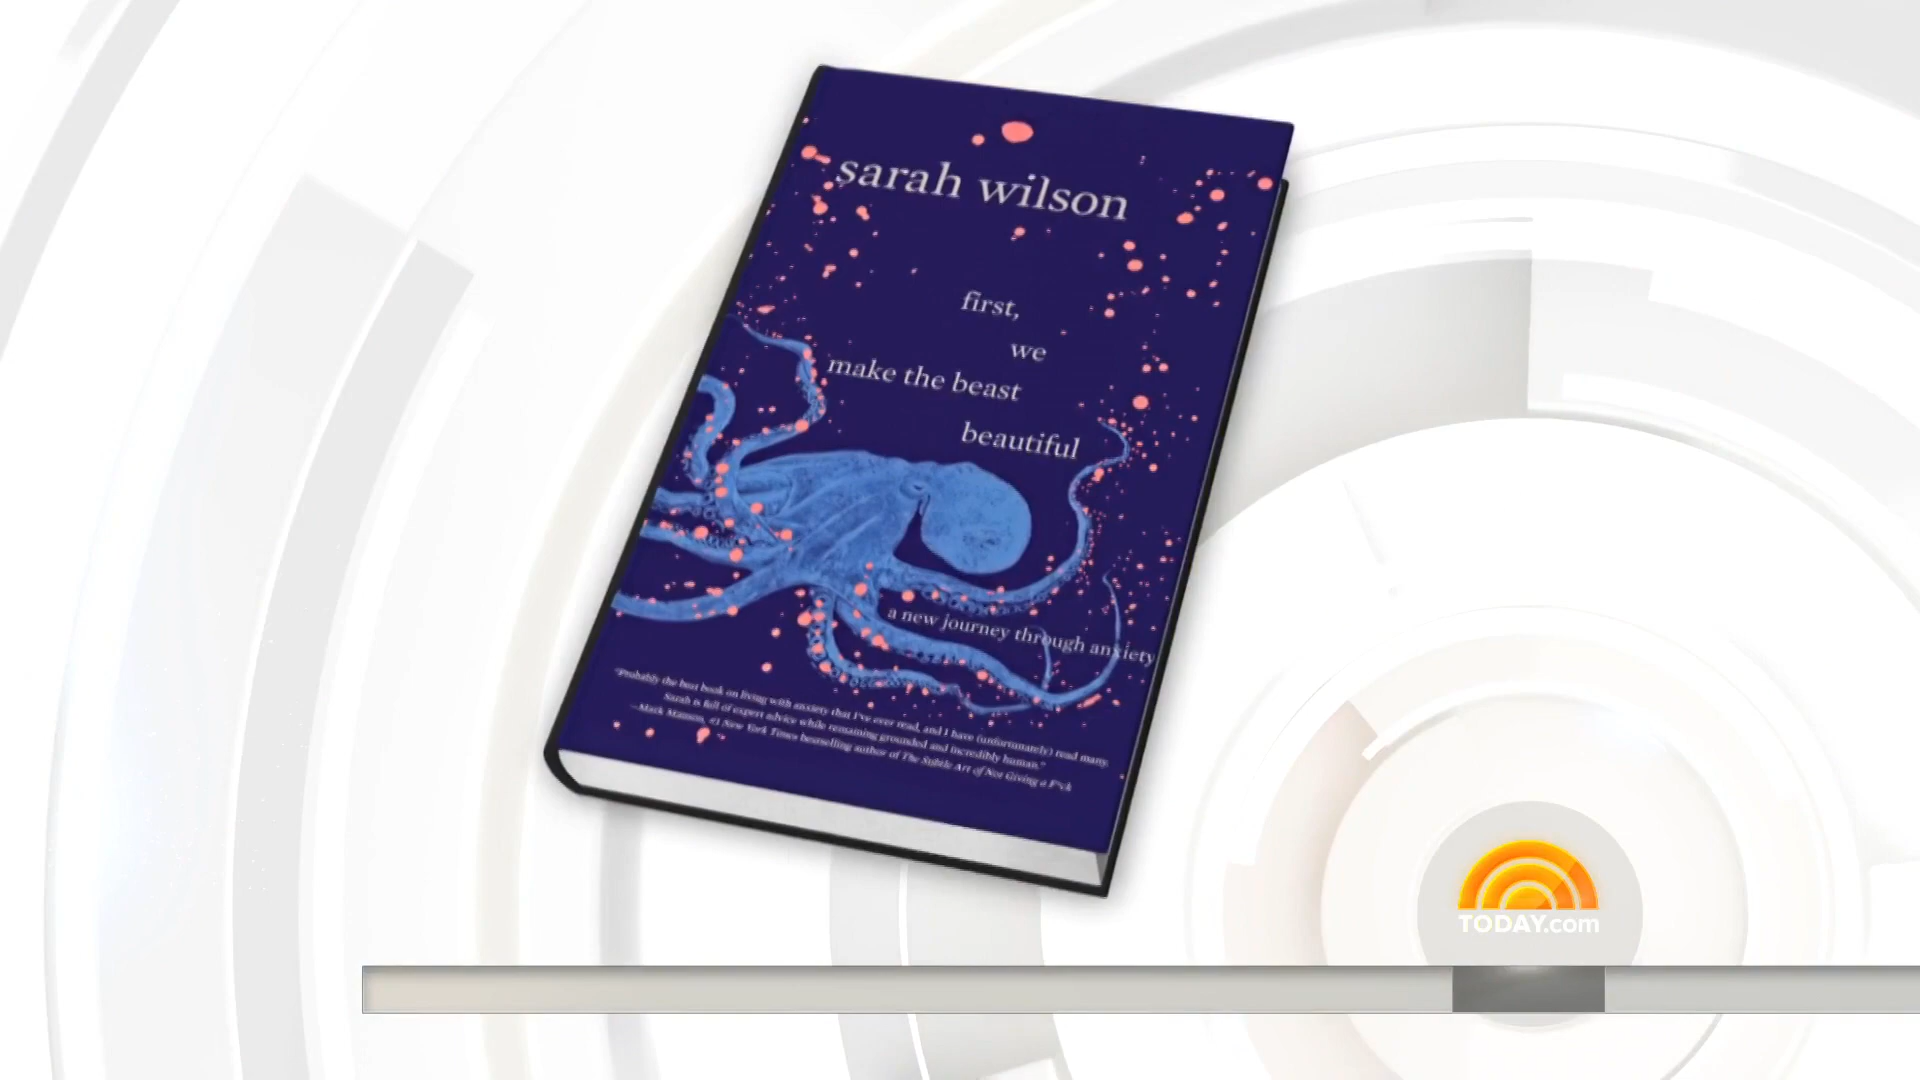 sarah wilson
first,
we
make the beast
beautiful
a new journey through anxiety
"Probably the best book on living with anxiety that I've ever read, and I have (unfortunately) read many.
Sarah is full of expert advice while remaining grounded and incredibly human."
—Mark Manson, #1 New York Times bestselling author of The Subtle Art of Not Giving a F*ck
TODAY.com